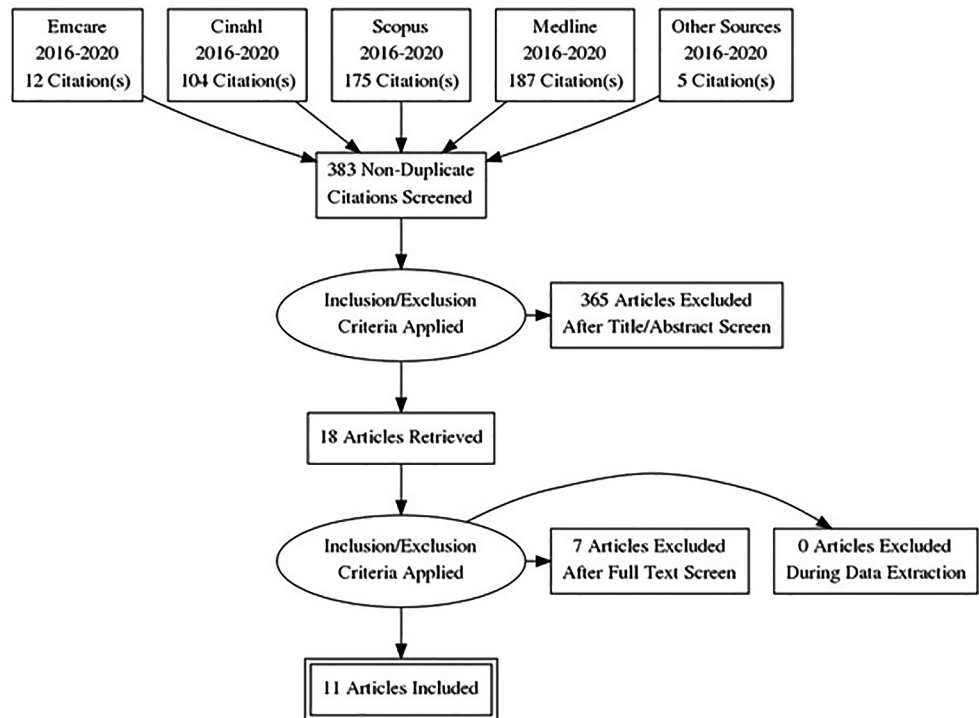 Emcare
2016-2020
12 Citation(s)
Cinahl
2016-2020
104 Citation(s)
Scopus
2016-2020
175 Citation(s)
Medline
2016-2020
187 Citation(s)
Other Sources
2016-2020
5 Citation(s)
383 Non-Duplicate
Citations Screened
Inclusion/Exclusion
Criteria Applied
365 Articles Excluded
After Title/Abstract Screen
18 Articles Retrieved
Inclusion/Exclusion
Criteria Applied
7 Articles Excluded
After Full Text Screen
0 Articles Excluded
During Data Extraction
11 Articles Included